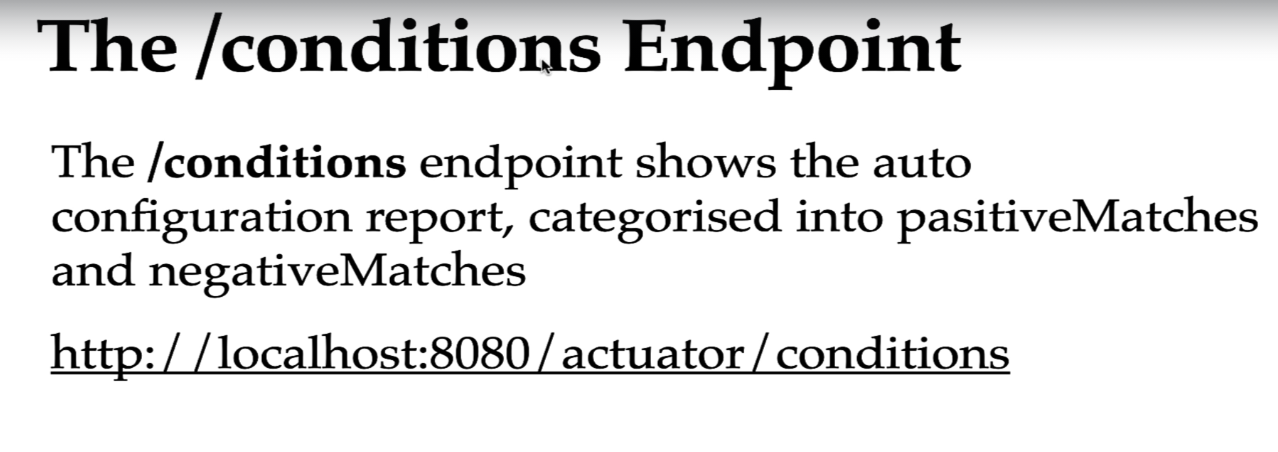 The /conditions Endpoint
The /conditions endpoint shows the auto
configuration report, categorised into pasitiveMatches
and negativeMatches
http://localhost:8080/actuator/conditions